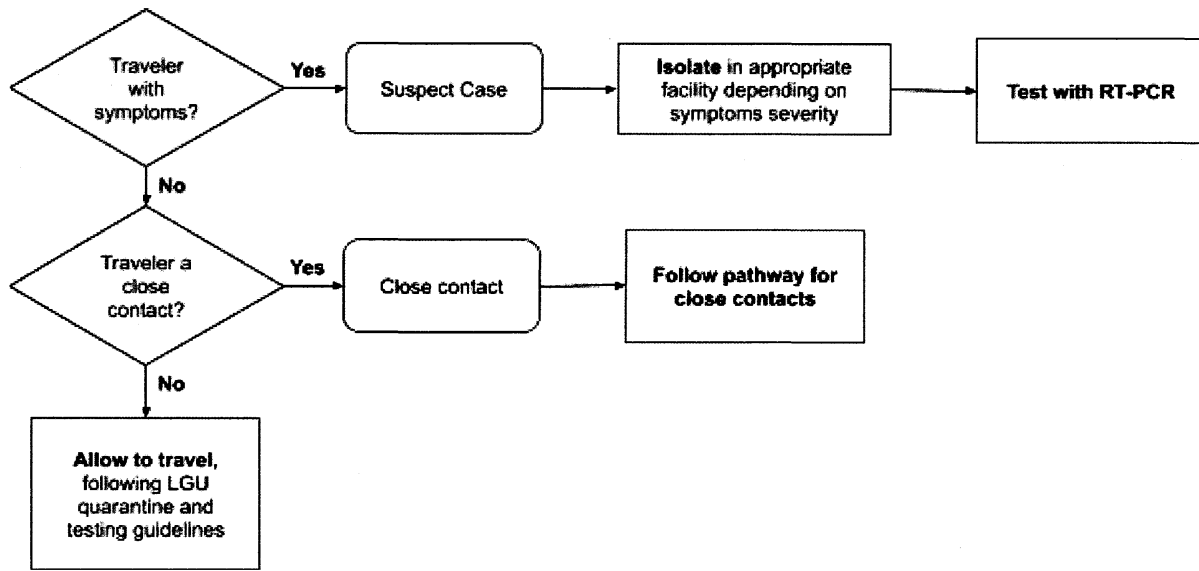 Traveler
with
symptoms?
Yes
Suspect Case
Isolate in appropriate
facility depending on
symptoms severity
Test with RT-PCR
No
Traveler a
close
contact?
Yes
Close contact
Follow pathway for
close contacts
No
Allow to travel,
following LGU
quarantine and
testing guidelines